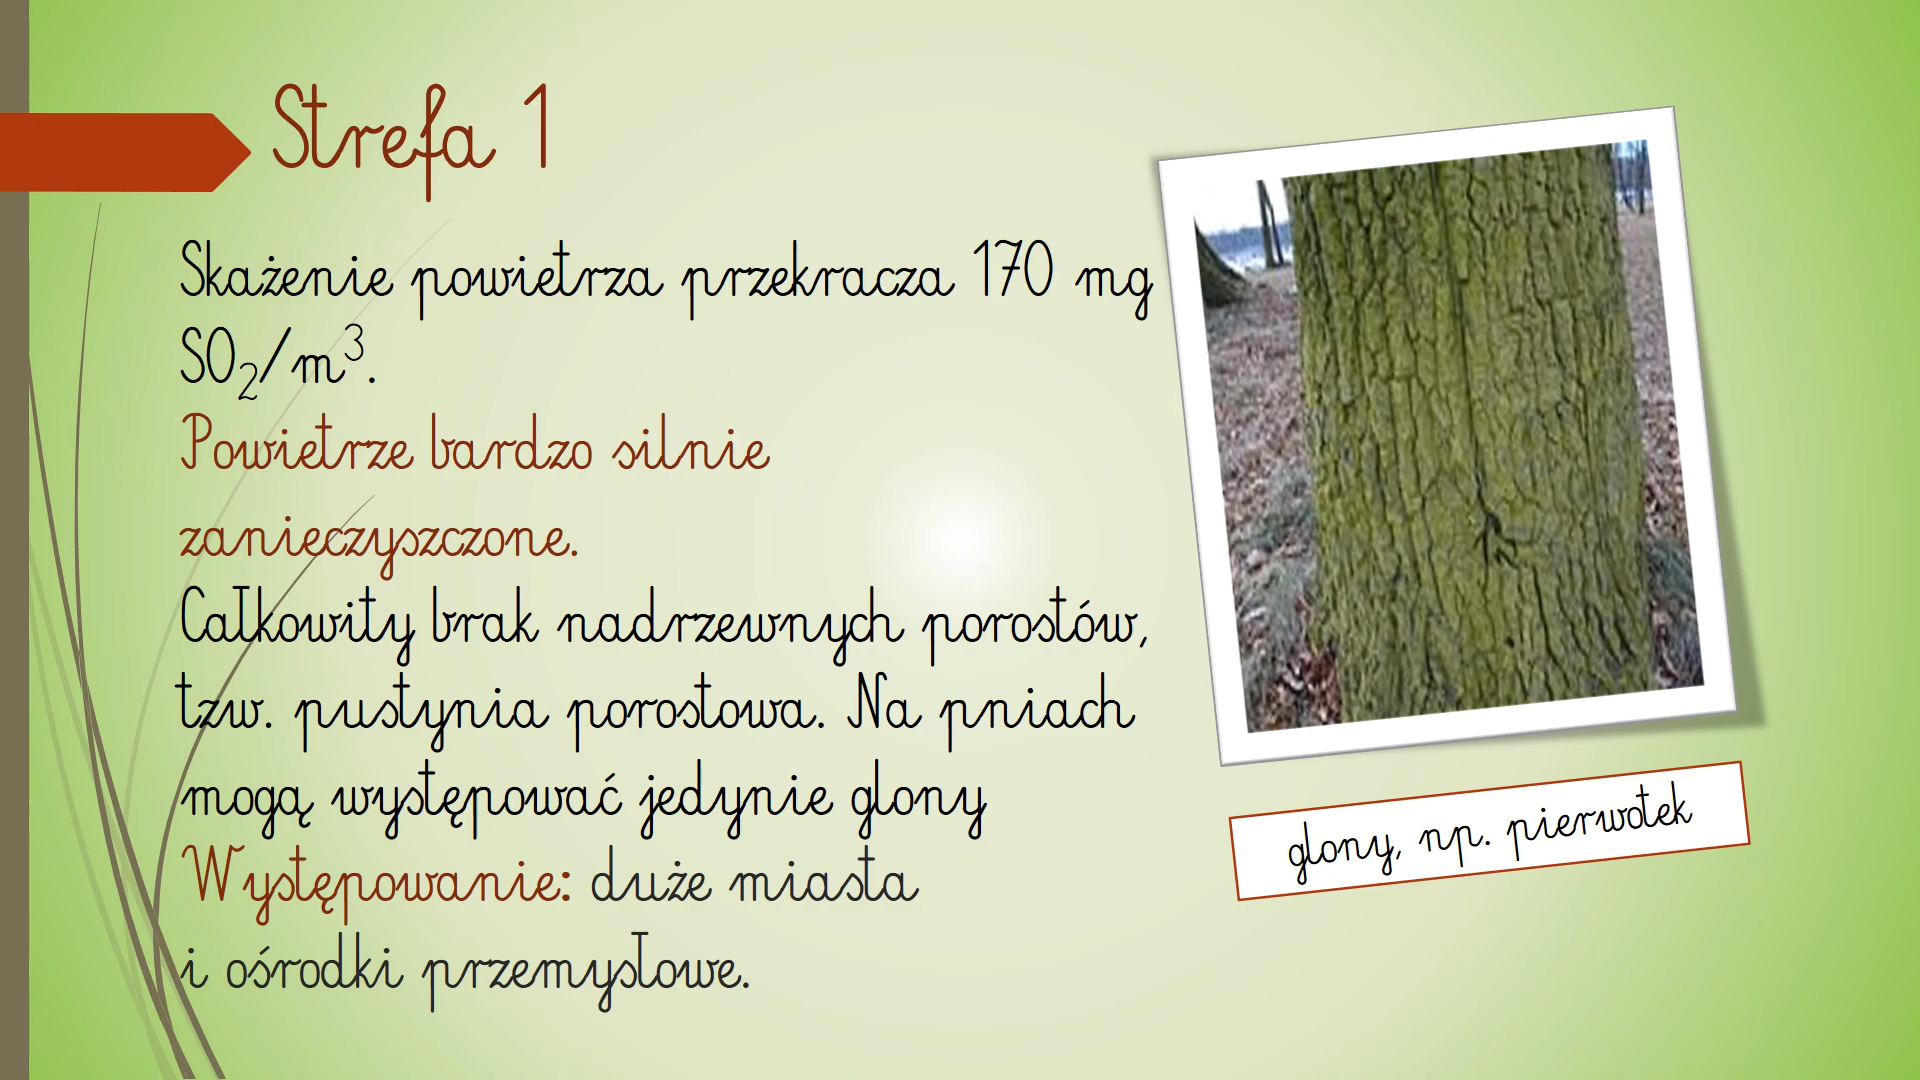 Strefa 1
Skażenie powietrza przekracza 170 mg
SO₂/m³.
Powietrze bardzo silnie
zanieczyszczone.
Całkowity brak nadrzewnych porostów,
tzw. pustynia porostowa. Na pniach
mogą występować jedynie glony
Występowanie: duże miasta
i ośrodki przemysłowe.
glony, np. pierwotek